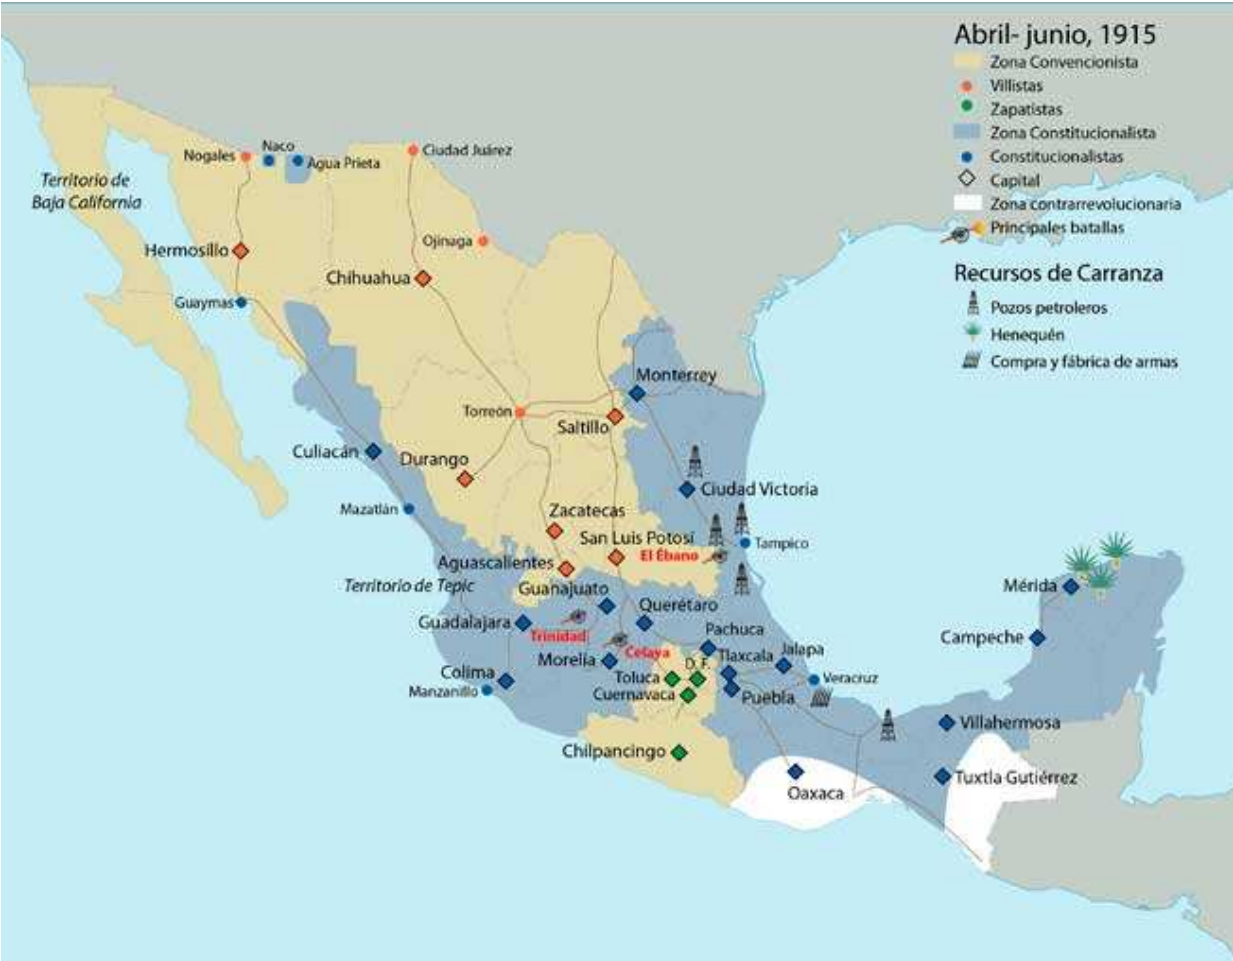 Abril- junio, 1915
Zona Convencionista
Villistas
Zapatistas
Zona Constitucionalista
Constitucionalistas
Capital
Zona contrarrevolucionaria
Principales batallas
Recursos de Carranza
Pozos petroleros
Henequén
Compra y fábrica de armas
Naco
Nogales
Agua Prieta
Ciudad Juárez
Territorio de
Baja California
Hermosillo
Ojinaga
Chihuahua
Guaymas
Monterrey
Torreón
Saltillo
Culiacán
Durango
Ciudad Victoria
Mazatlán
Zacatecas
San Luis Potosí
Tampico
El Ébano
Aguascalientes
Territorio de Tepic
Guanajuato
Mérida
Querétaro
Guadalajara
Trinidad
Pachuca
Campeche
Celaya
Morelia
Tlaxcala
Jalapa
D. F.
Colima
Toluca
Veracruz
Manzanillo
Cuernavaca
Puebla
Villahermosa
Chilpancingo
Tuxtla Gutiérrez
Oaxaca